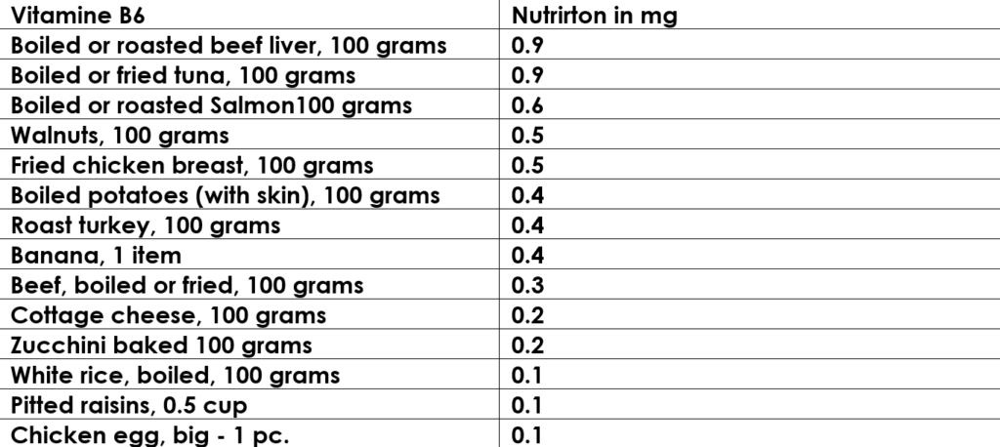 Vitamine B6 Nutrirton in mg
Boiled or roasted beef liver, 100 grams 0.9
Boiled or fried tuna, 100 grams 0.9
Boiled or roasted Salmon100 grams 0.6
Walnuts, 100 grams 0.5
Fried chicken breast, 100 grams 0.5
Boiled potatoes (with skin), 100 grams 0.4
Roast turkey, 100 grams 0.4
Banana, 1 item 0.4
Beef, boiled or fried, 100 grams 0.3
Cottage cheese, 100 grams 0.2
Zucchini baked 100 grams 0.2
White rice, boiled, 100 grams 0.1
Pitted raisins, 0.5 cup 0.1
Chicken egg, big - 1 pc. 0.1